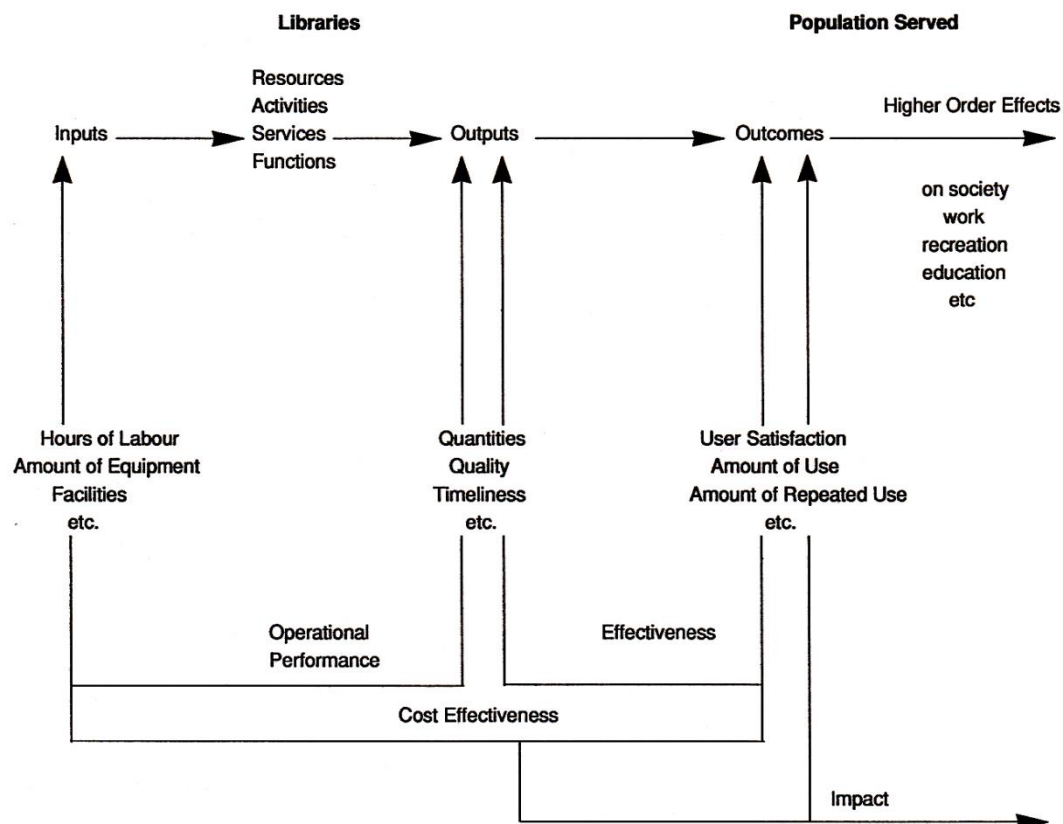 Libraries
Population Served
Resources
Activities
Services
Functions
Inputs
Outputs
Outcomes
Higher Order Effects
on society
work
recreation
education
etc
Hours of Labour
Amount of Equipment
Facilities
etc.
Quantities
Quality
Timeliness
etc.
User Satisfaction
Amount of Use
Amount of Repeated Use
etc.
Operational
Performance
Effectiveness
Cost Effectiveness
Impact